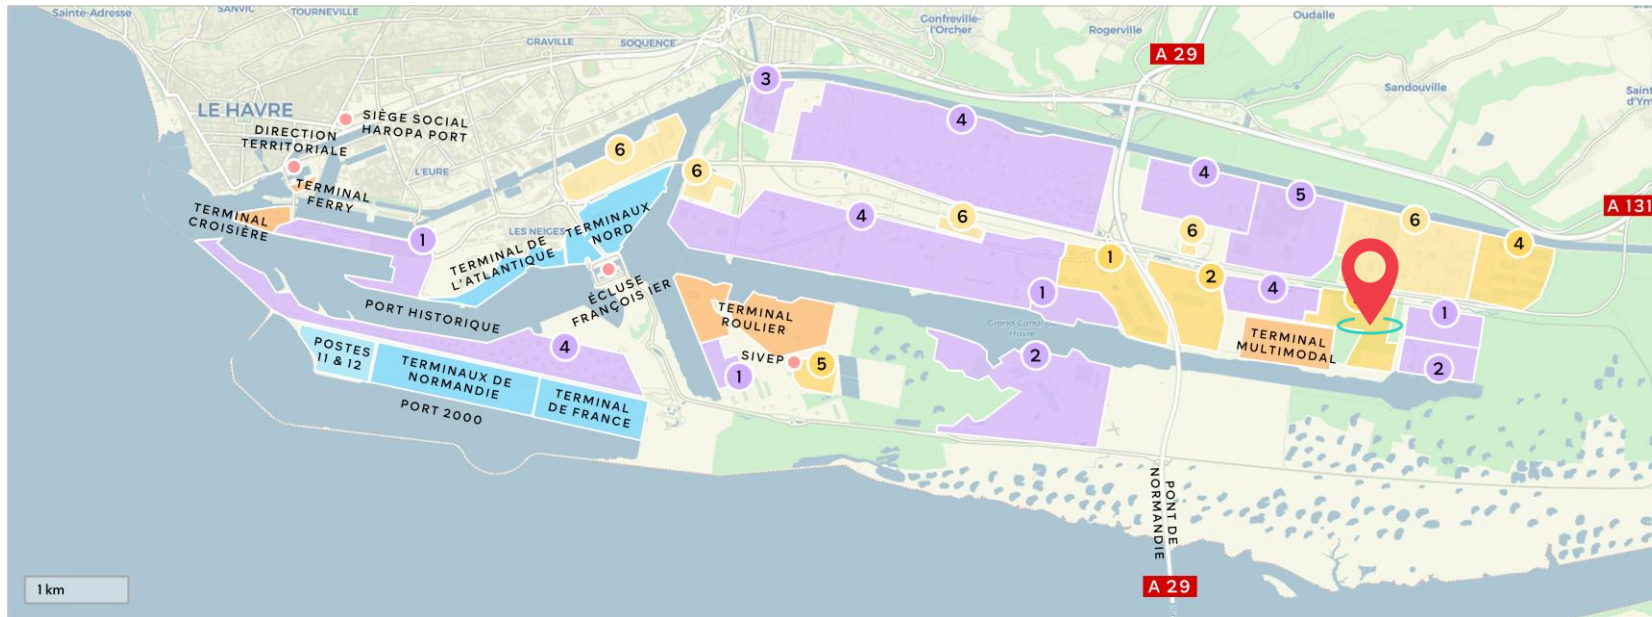 Sainte-Adresse
SANVIC
TOURNEVILLE
GRAVILLE
SOQUENCE
Gonfreville-
l'Orcher
Rogerville
Oudalle
Sandouville
A 29
A 131
LE HAVRE
SIÈGE SOCIAL
HAROPA PORT
DIRECTION
TERRITORIALE
L'EURE
TERMINAL
FERRY
TERMINAL
CROISIÈRE
LES NEIGES
TERMINAUX
NORD
TERMINAL DE
L'ATLANTIQUE
ÉCLUSE
FRANÇOIS IER
PORT HISTORIQUE
POSTES
11 & 12
TERMINAUX DE
NORMANDIE
TERMINAL
DE FRANCE
PORT 2000
TERMINAL
ROULIER
SIVEP
Grand Canal du
Havre
TERMINAL
MULTIMODAL
PONT DE
NORMANDIE
A 29
3
4
6
6
4
6
4
5
6
6
4
1
1
2
4
1
1
4
1
5
2
2
1 km